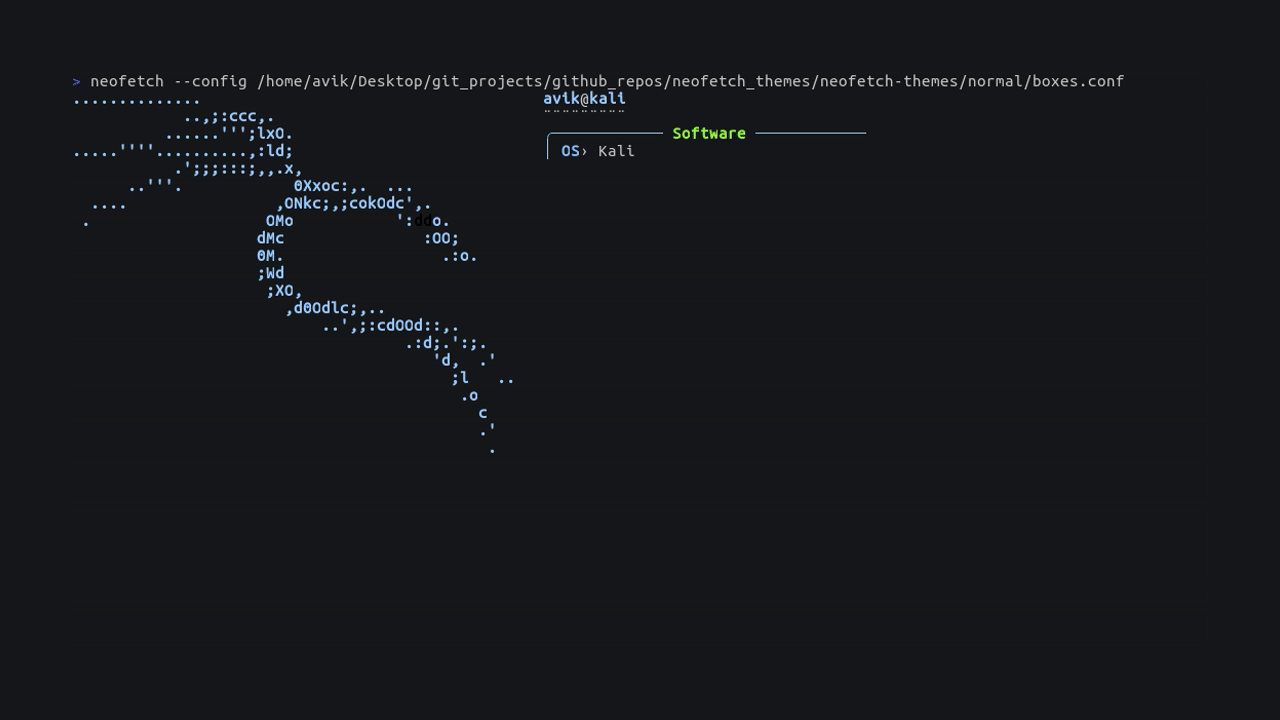 > neofetch --config /home/avik/Desktop/git_projects/github_repos/neofetch_themes/neofetch-themes/normal/boxes.conf
..............
avik@kali
---------
            ..,;:ccc,.
          ......''';lxO.
┌──────────── Software ────────────
.....''''..........,:ld;
│ OS› Kali
           .';;;:::;,,.x,
      ..'''.            0Xxoc:,.  ...
  ....                ,ONkc;,;cokOdc',.
 .                   OMo           ':ddo.
                    dMc               :OO;
                    0M.                 .:o.
                    ;Wd
                     ;XO,
                       ,d0Odlc;,..
                           ..',;:cdOOd::,.
                                    .:d;.':;.
                                       'd,  .'
                                         ;l   ..
                                          .o
                                            c
                                            .'
                                             .